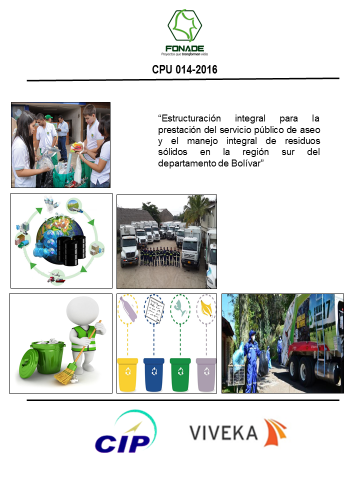 FONADE
Proyectos que transforman vidas
CPU 014-2016
“Estructuración integral para la
prestación del servicio público de aseo
y el manejo integral de residuos
sólidos en la región sur del
departamento de Bolívar”
CIP
VIVEKA